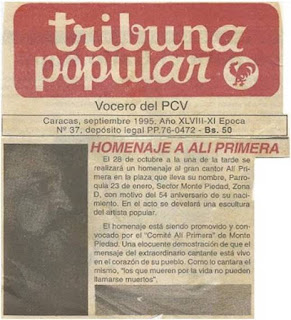 tribuna
popular
Vocero del PCV
Caracas, septiembre 1995, Año XLVIII-XI Epoca
Nº 37, depósito legal PP.76-0472 - Bs. 50
HOMENAJE A ALI PRIMERA
El 28 de octubre a la una de la tarde se
realizará un homenaje al gran cantor Alí Pri-
mera en la plaza que lleva su nombre, Parro-
quia 23 de enero, Sector Monte Piedad, Zona
D, con motivo del 54 aniversario de su naci-
miento. En el acto se develará una escultura
del artista popular.
El homenaje está siendo promovido y con-
vocado por el "Comité Alí Primera" de Monte
Piedad. Una elocuente demostración de que el
mensaje del extraordinario cantante está vivo
en el corazón de su pueblo. Como lo cantara el
mismo, "los que mueren por la vida no pueden
llamarse muertos".